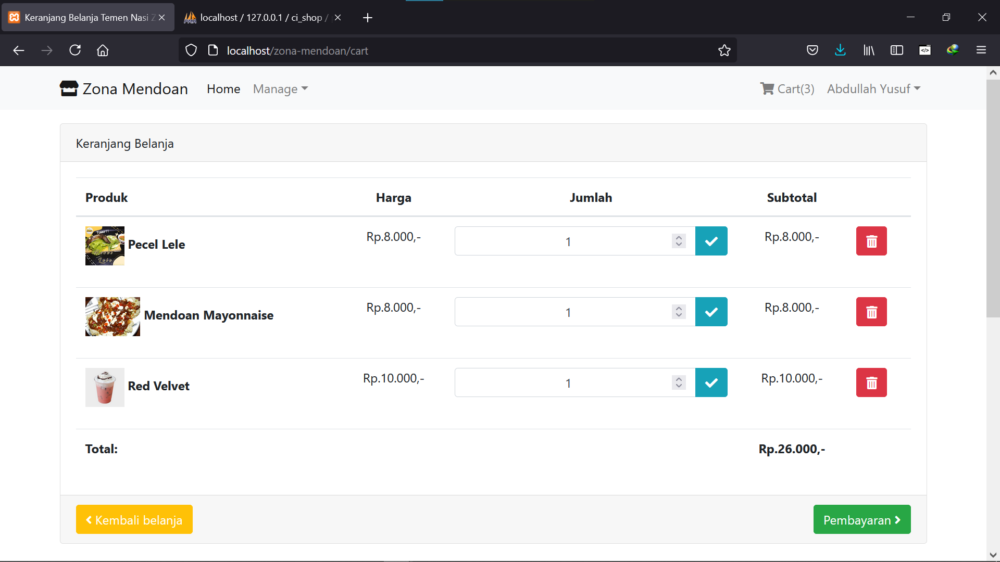 Keranjang Belanja Temen Nasi Z
localhost / 127.0.0.1 / ci_shop /
localhost/zona-mendoan/cart
Zona Mendoan Home Manage Cart(3) Abdullah Yusuf
Keranjang Belanja
Produk Harga Jumlah Subtotal
Yuuuy!!
Pecel Lele Rp.8.000,- 1 Rp.8.000,-
Mendoan Mayonnaise Rp.8.000,- 1 Rp.8.000,-
Red Velvet Rp.10.000,- 1 Rp.10.000,-
Total: Rp.26.000,-
Kembali belanja Pembayaran